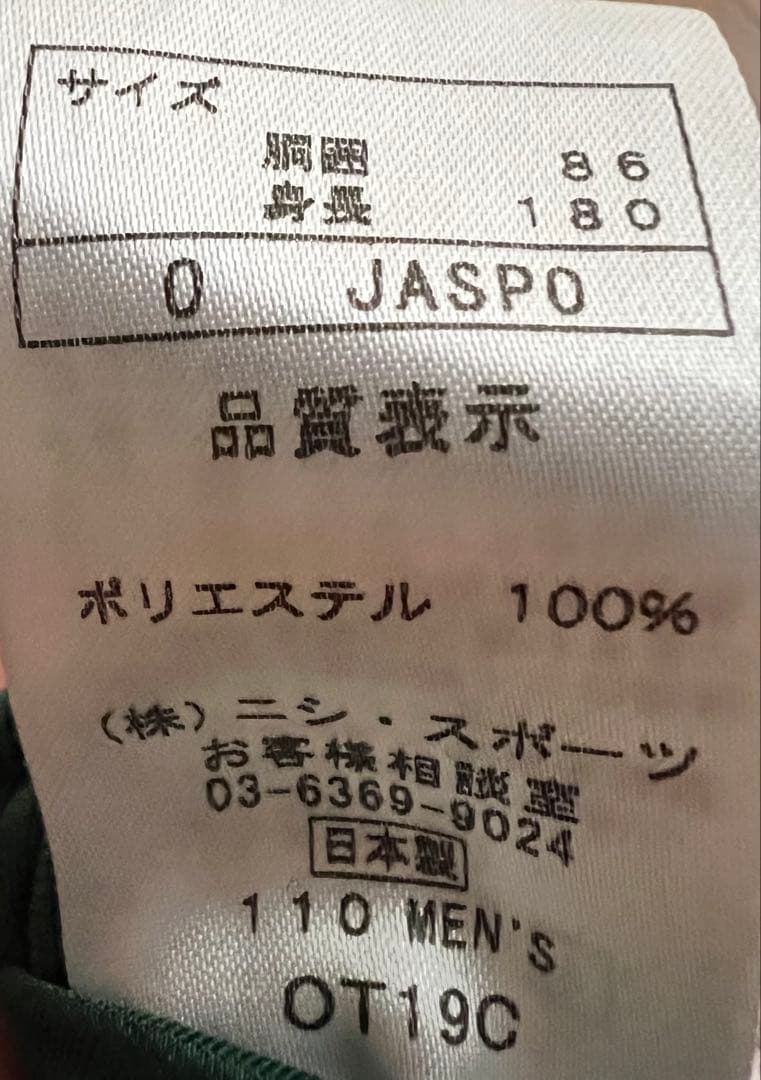 サイズ
胴囲 86
身長 180
O JASPO
品質表示
ポリエステル 100%
(株)ニシ・スポーツ
お客様相談室
03-6369-9024
日本製
110 MEN'S
OT19C